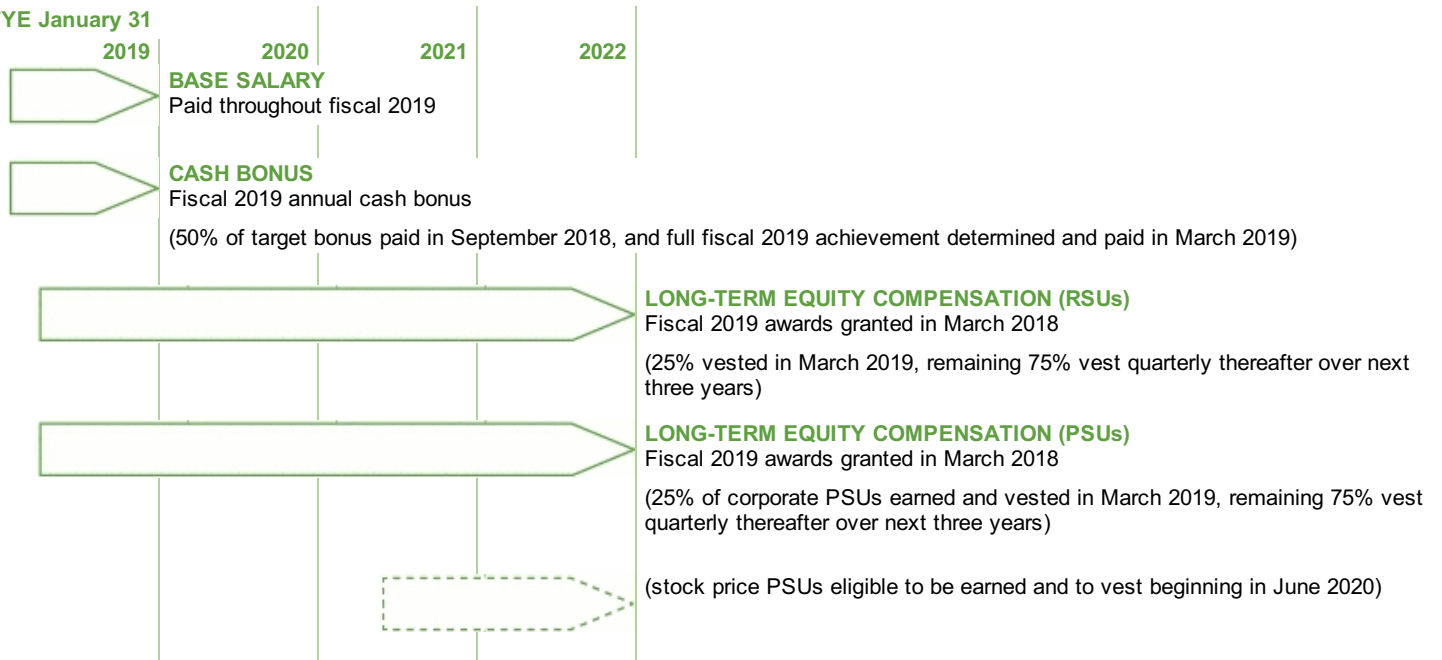 YE January 31
2019 2020 2021 2022
BASE SALARY
Paid throughout fiscal 2019
CASH BONUS
Fiscal 2019 annual cash bonus
(50% of target bonus paid in September 2018, and full fiscal 2019 achievement determined and paid in March 2019)
LONG-TERM EQUITY COMPENSATION (RSUs)
Fiscal 2019 awards granted in March 2018
(25% vested in March 2019, remaining 75% vest quarterly thereafter over next
three years)
LONG-TERM EQUITY COMPENSATION (PSUs)
Fiscal 2019 awards granted in March 2018
(25% of corporate PSUs earned and vested in March 2019, remaining 75% vest
quarterly thereafter over next three years)
(stock price PSUs eligible to be earned and to vest beginning in June 2020)